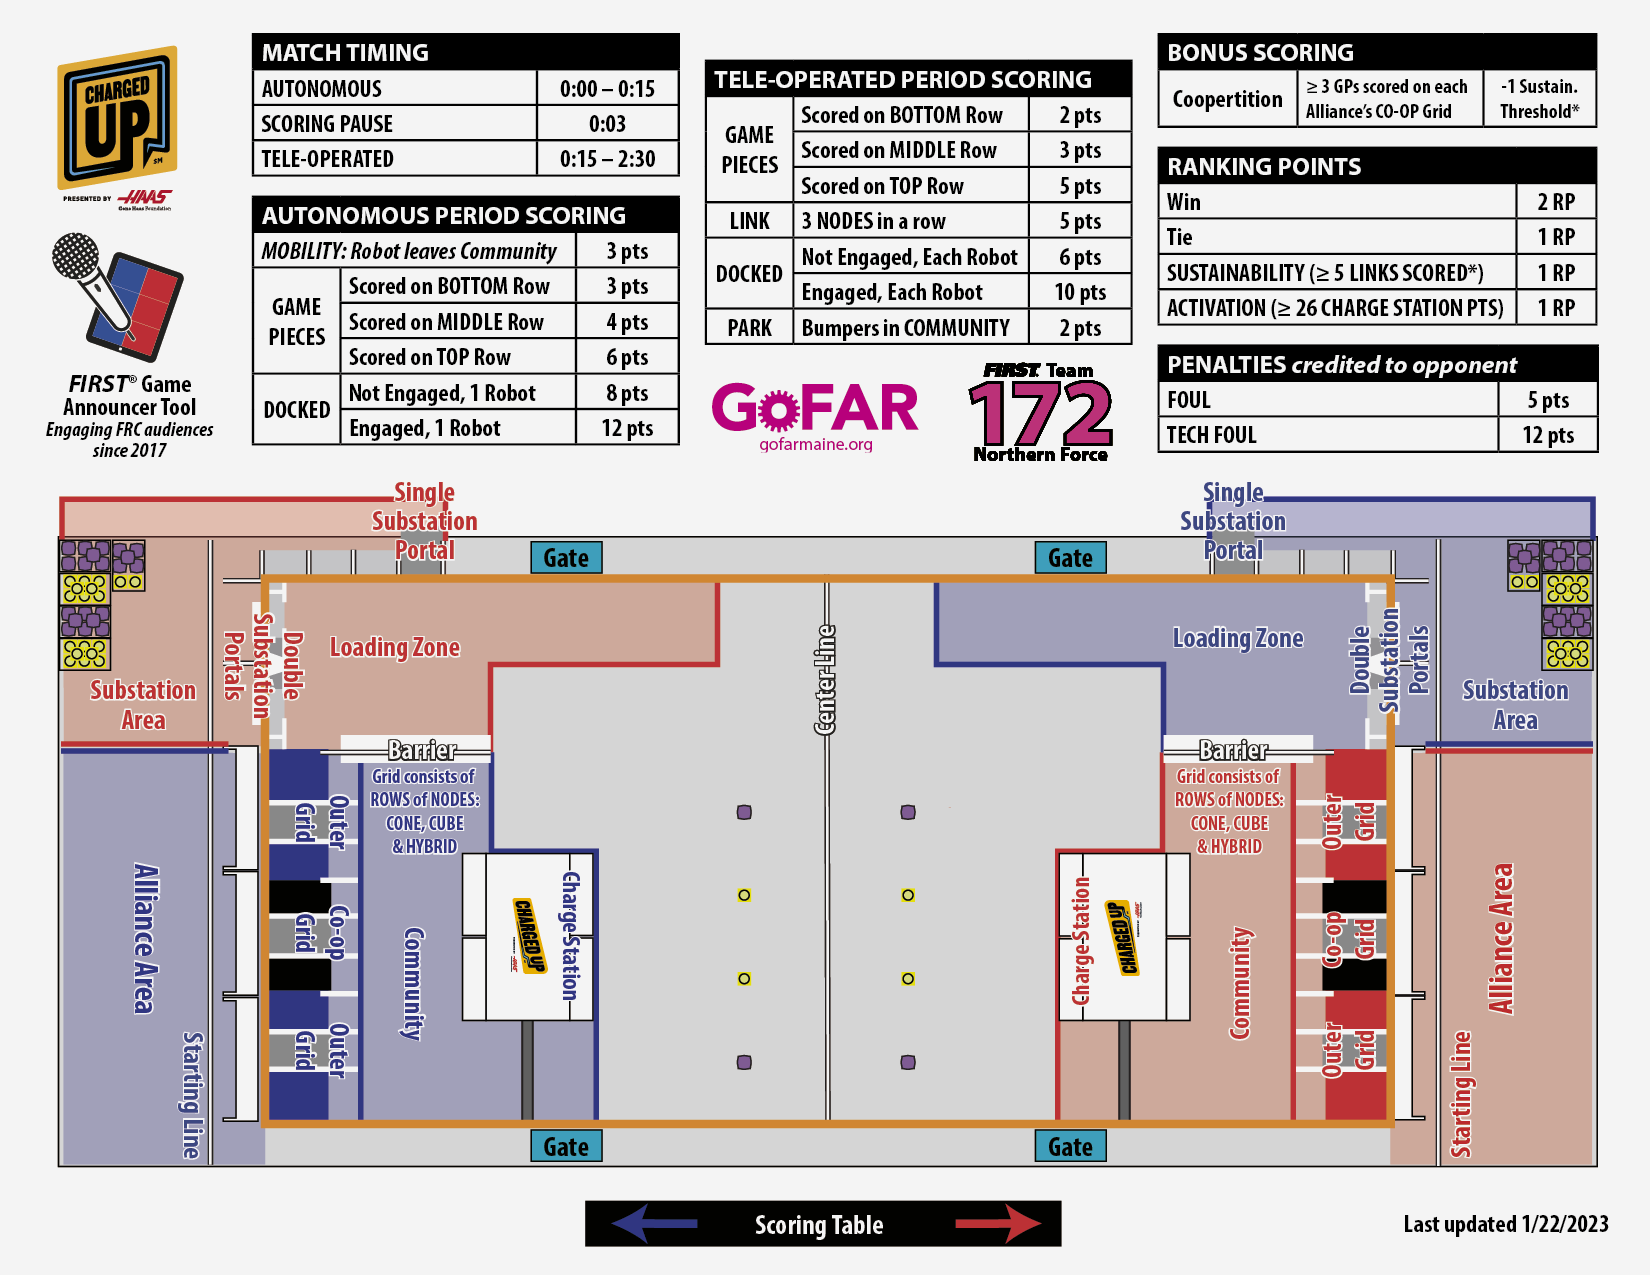 CHARGED
UP
SM
PRESENTED BY HAAS
Gene Haas Foundation
FIRST® Game
Announcer Tool
Engaging FRC audiences
since 2017
MATCH TIMING
AUTONOMOUS 0:00 – 0:15
SCORING PAUSE 0:03
TELE-OPERATED 0:15 – 2:30
AUTONOMOUS PERIOD SCORING
MOBILITY: Robot leaves Community 3 pts
GAME PIECES
Scored on BOTTOM Row 3 pts
Scored on MIDDLE Row 4 pts
Scored on TOP Row 6 pts
DOCKED
Not Engaged, 1 Robot 8 pts
Engaged, 1 Robot 12 pts
TELE-OPERATED PERIOD SCORING
GAME PIECES
Scored on BOTTOM Row 2 pts
Scored on MIDDLE Row 3 pts
Scored on TOP Row 5 pts
LINK 3 NODES in a row 5 pts
DOCKED
Not Engaged, Each Robot 6 pts
Engaged, Each Robot 10 pts
PARK Bumpers in COMMUNITY 2 pts
GoFAR
gofarmaine.org
FIRST Team
172
Northern Force
BONUS SCORING
Coopertition
≥ 3 GPs scored on each
Alliance's CO-OP Grid
-1 Sustain.
Threshold*
RANKING POINTS
Win 2 RP
Tie 1 RP
SUSTAINABILITY (≥ 5 LINKS SCORED*) 1 RP
ACTIVATION (≥ 26 CHARGE STATION PTS) 1 RP
PENALTIES credited to opponent
FOUL 5 pts
TECH FOUL 12 pts
Single
Substation
Portal
Gate
Gate
Single
Substation
Portal
Substation
Area
Double
Substation
Portals
Loading Zone
Center Line
Loading Zone
Double
Substation
Portals
Substation
Area
Barrier
Grid consists of
ROWS of NODES:
CONE, CUBE
& HYBRID
Barrier
Grid consists of
ROWS of NODES:
CONE, CUBE
& HYBRID
Alliance Area
Starting Line
Outer
Grid
Co-op
Grid
Outer
Grid
Community
Charge Station
CHARGED UP
Charge Station
CHARGED UP
Community
Outer
Grid
Co-op
Grid
Outer
Grid
Alliance Area
Starting Line
Gate
Gate
Scoring Table
Last updated 1/22/2023